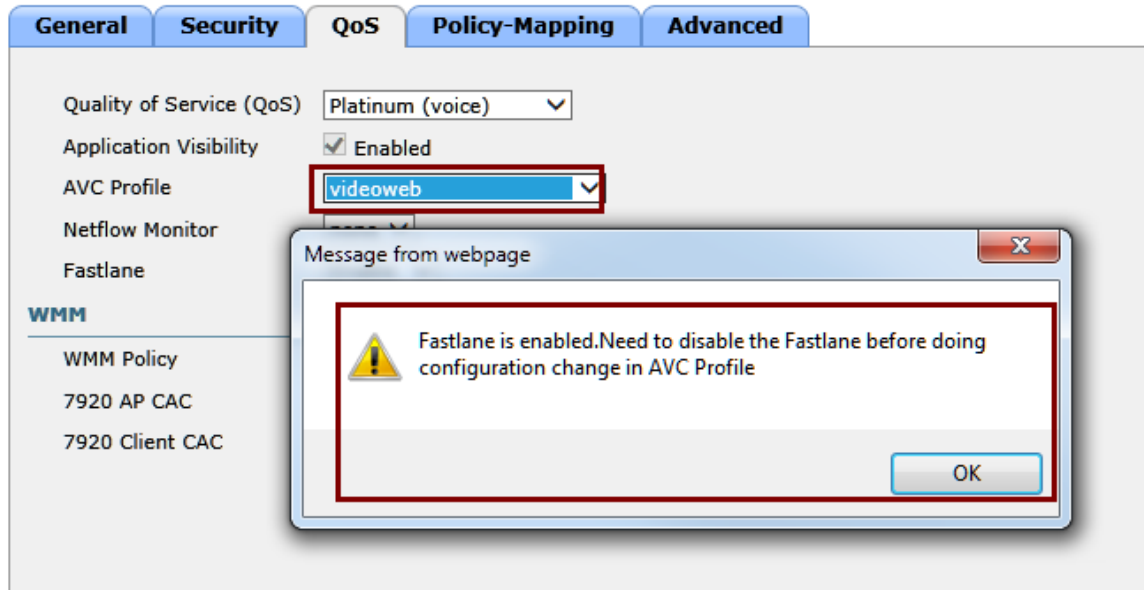 General Security QoS Policy-Mapping Advanced
Quality of Service (QoS) Platinum (voice)
Application Visibility Enabled
AVC Profile videoweb
Netflow Monitor none
Fastlane
Message from webpage
Fastlane is enabled.Need to disable the Fastlane before doing
configuration change in AVC Profile
OK
WMM
WMM Policy
7920 AP CAC
7920 Client CAC